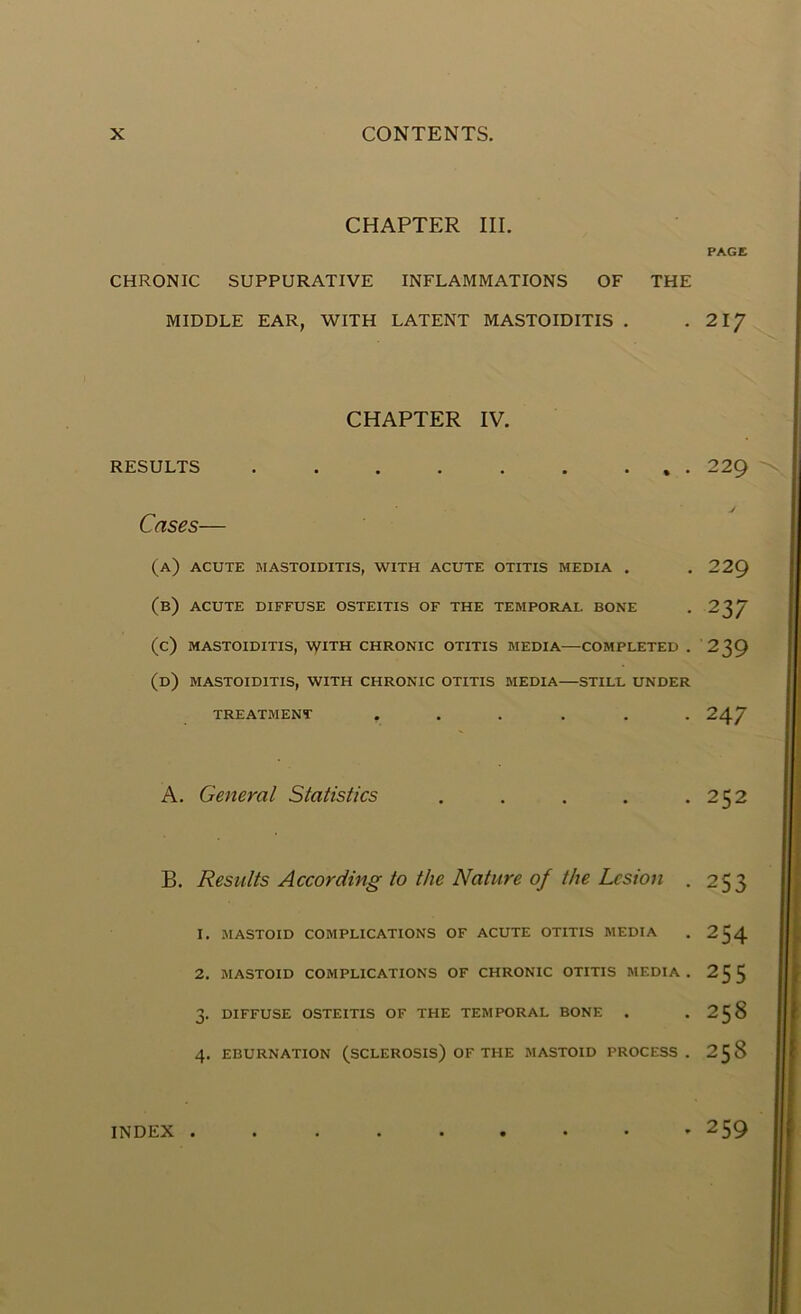 x CONTENTS.
CHAPTER III.
PAGE
CHRONIC SUPPURATIVE INFLAMMATIONS OF THE
MIDDLE EAR, WITH LATENT MASTOIDITIS . . 217
CHAPTER IV.
RESULTS . . . . . . . . . 229
Cases—
(A) ACUTE MASTOIDITIS, WITH ACUTE OTITIS MEDIA . . 229
(B) ACUTE DIFFUSE OSTEITIS OF THE TEMPORAL BONE . 237
(C) MASTOIDITIS, WITH CHRONIC OTITIS MEDIA—COMPLETED . 239
(D) MASTOIDITIS, WITH CHRONIC OTITIS MEDIA—STILL UNDER
TREATMENT . . . . . . 247
A. General Statistics . . . . . 252
B. Results According to the Nature of the Lesion . 253
1. MASTOID COMPLICATIONS OF ACUTE OTITIS MEDIA . 254
2. MASTOID COMPLICATIONS OF CHRONIC OTITIS MEDIA . 255
3. DIFFUSE OSTEITIS OF THE TEMPORAL BONE . . 258
4. EBURNATION (SCLEROSIS) OF THE MASTOID PROCESS . 258
INDEX . . . . . . . . . 259